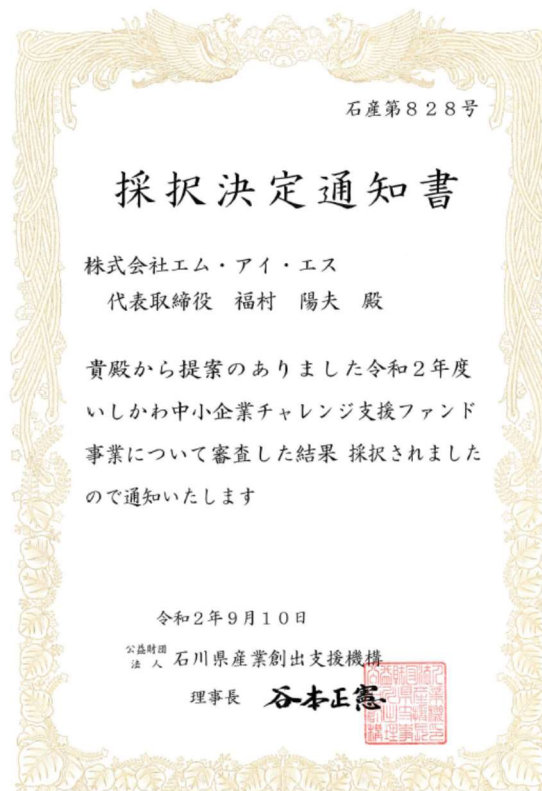 石産第８２８号
採択決定通知書
株式会社エム・アイ・エス
代表取締役　福村　陽夫　殿
貴殿から提案のありました令和２年度
いしかわ中小企業チャレンジ支援ファンド
事業について審査した結果 採択されました
ので通知いたします
令和２年９月１０日
公益財団
法人 石川県産業創出支援機構
理事長　谷本正憲